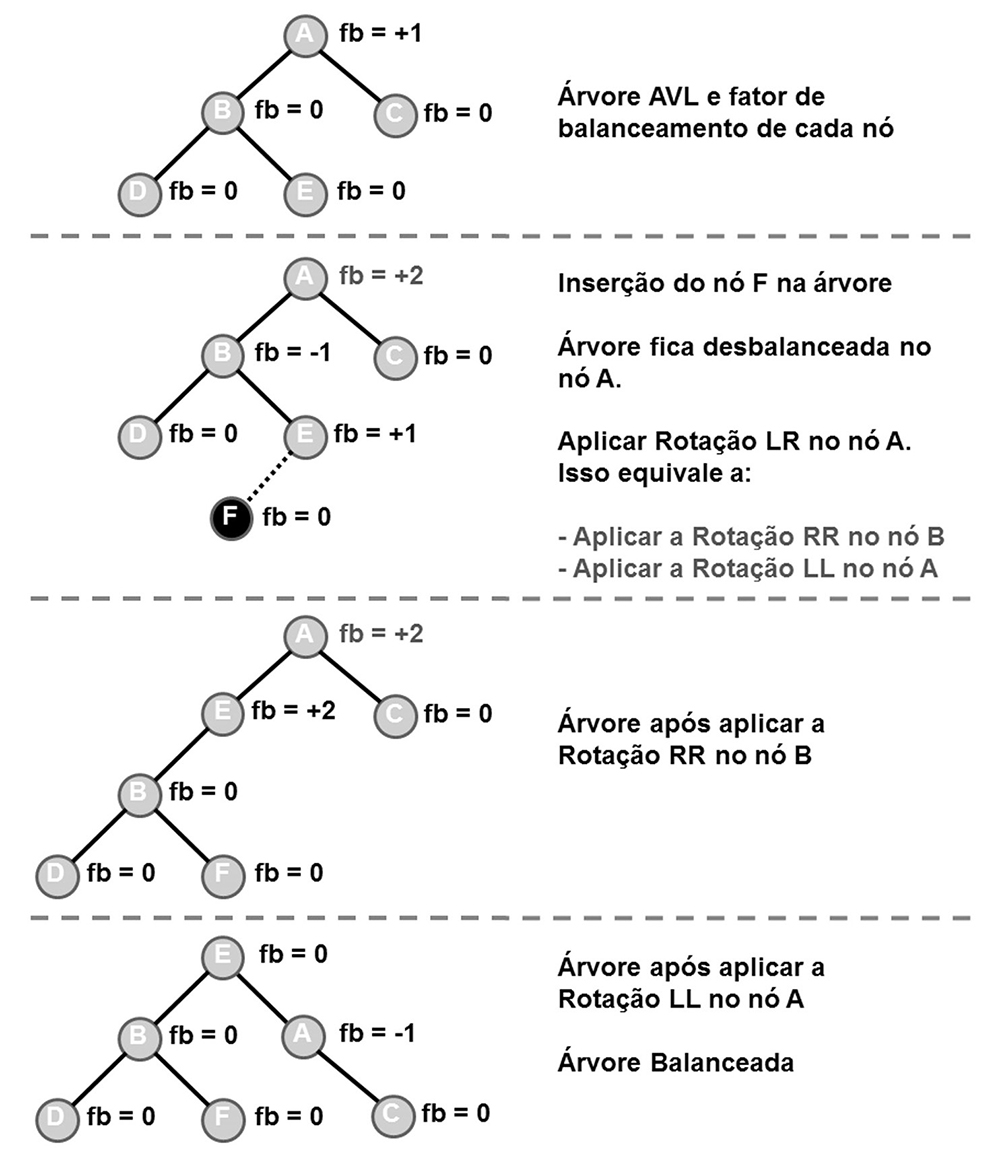 A fb = +1
B fb = 0
C fb = 0
D fb = 0
E fb = 0
Árvore AVL e fator de
balanceamento de cada nó
A fb = +2
B fb = -1
C fb = 0
D fb = 0
E fb = +1
F fb = 0
Inserção do nó F na árvore
Árvore fica desbalanceada no
nó A.
Aplicar Rotação LR no nó A.
Isso equivale a:
- Aplicar a Rotação RR no nó B
- Aplicar a Rotação LL no nó A
A fb = +2
E fb = +2
C fb = 0
B fb = 0
D fb = 0
F fb = 0
Árvore após aplicar a
Rotação RR no nó B
E fb = 0
B fb = 0
A fb = -1
D fb = 0
F fb = 0
C fb = 0
Árvore após aplicar a
Rotação LL no nó A
Árvore Balanceada